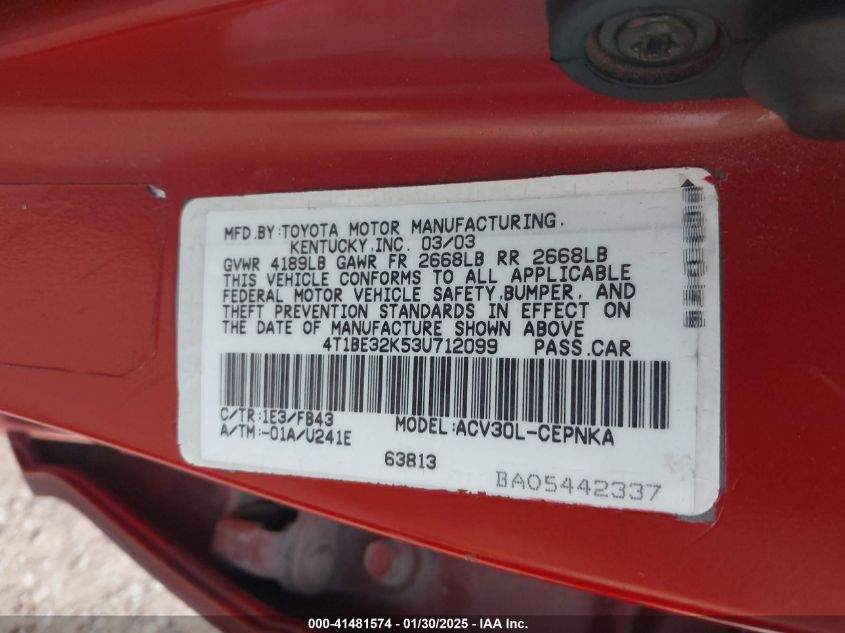 MFD.BY:TOYOTA MOTOR MANUFACTURING,
KENTUCKY,INC. 03/03
GVWR 4189LB GAWR FR 2668LB RR 2668LB
THIS VEHICLE CONFORMS TO ALL APPLICABLE
FEDERAL MOTOR VEHICLE SAFETY,BUMPER, AND
THEFT PREVENTION STANDARDS IN EFFECT ON
THE DATE OF MANUFACTURE SHOWN ABOVE
4T1BE32K53U712099 PASS.CAR
C/TR:1E3/FB43 MODEL:ACV30L-CEPNKA
A/TM:-01A/U241E
63813
BA05442337
000-41481574 - 01/30/2025 - IAA Inc.